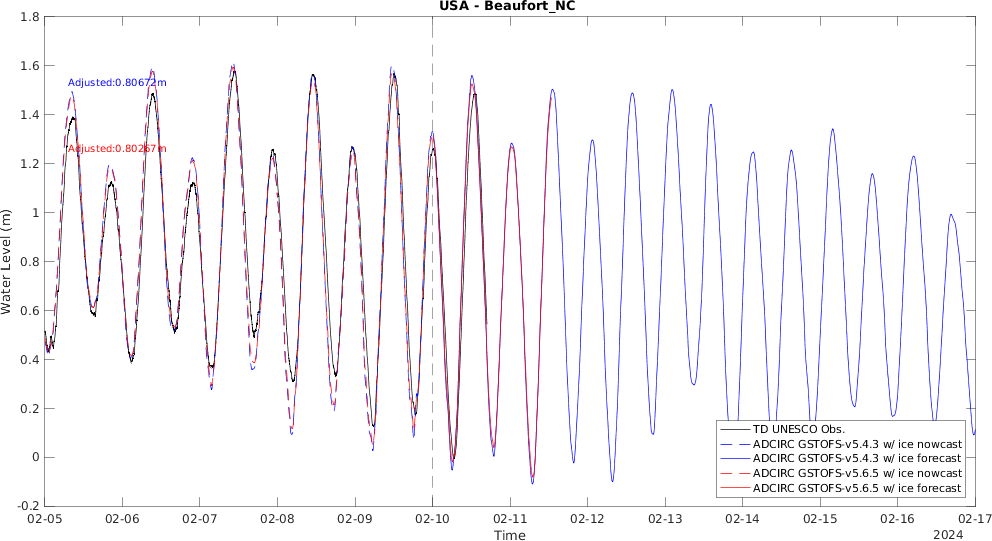 USA - Beaufort_NC
1.8
1.6
1.4
1.2
1
0.8
0.6
0.4
0.2
0
-0.2
Water Level (m)
Adjusted:0.80672m
Adjusted:0.80267m
TD UNESCO Obs.
ADCIRC GSTOFS-v5.4.3 w/ ice nowcast
ADCIRC GSTOFS-v5.4.3 w/ ice forecast
ADCIRC GSTOFS-v5.6.5 w/ ice nowcast
ADCIRC GSTOFS-v5.6.5 w/ ice forecast
02-05 02-06 02-07 02-08 02-09 02-10 02-11 02-12 02-13 02-14 02-15 02-16 02-17
Time
2024